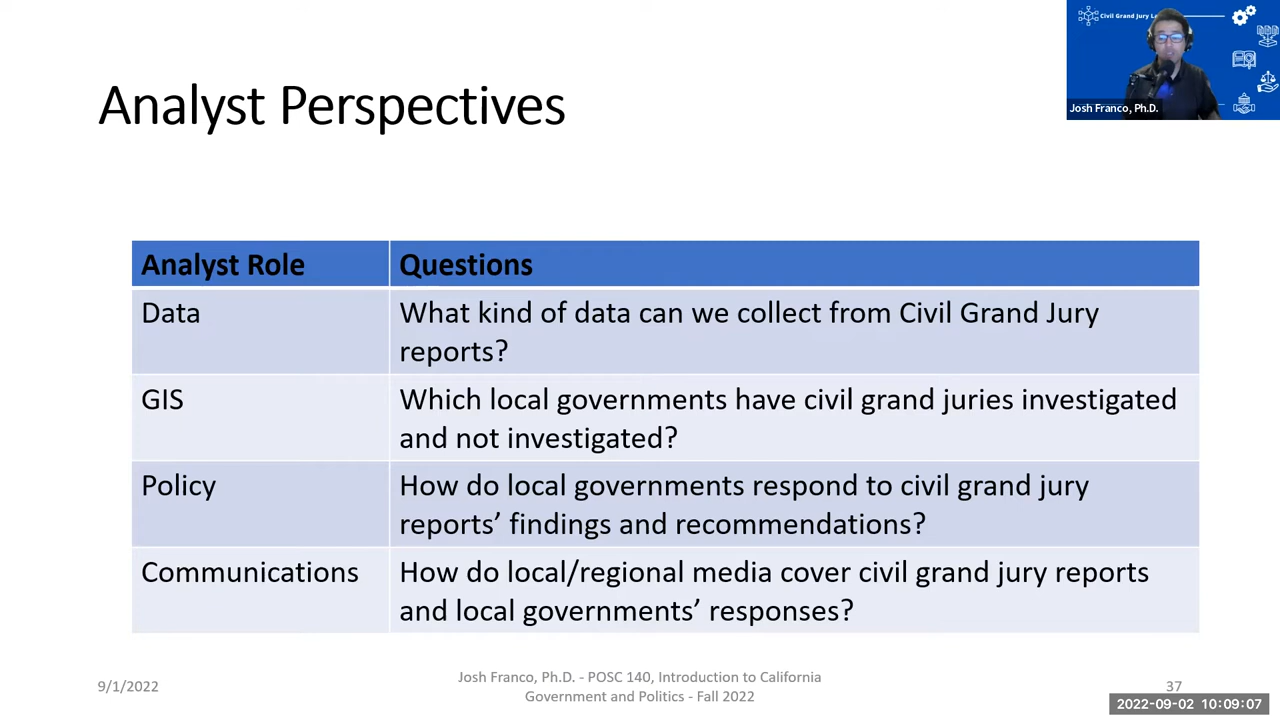 Civil Grand Jury
Josh Franco, Ph.D.
Analyst Perspectives
Analyst Role
Questions
Data
What kind of data can we collect from Civil Grand Jury
reports?
GIS
Which local governments have civil grand juries investigated
and not investigated?
Policy
How do local governments respond to civil grand jury
reports’ findings and recommendations?
Communications
How do local/regional media cover civil grand jury reports
and local governments’ responses?
9/1/2022
Josh Franco, Ph.D. - POSC 140, Introduction to California
Government and Politics - Fall 2022
37
2022-09-02 10:09:07